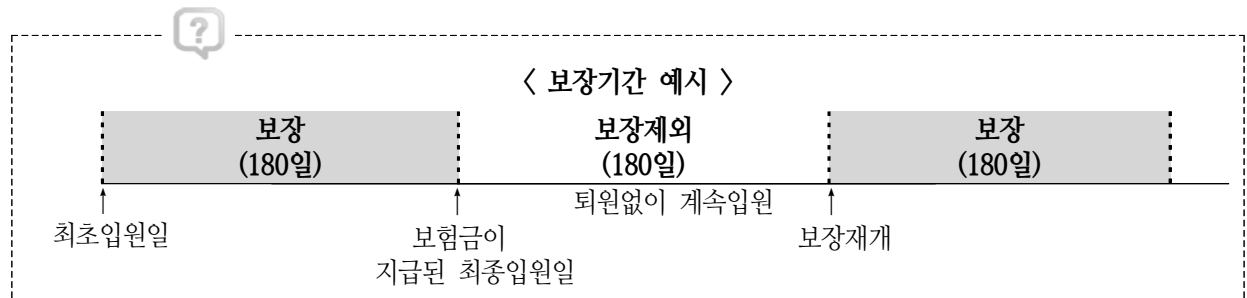 ?
〈 보장기간 예시 〉
보장 보장제외 보장
(180일) (180일) (180일)
퇴원없이 계속입원
최초입원일 보험금이 보장재개
지급된 최종입원일